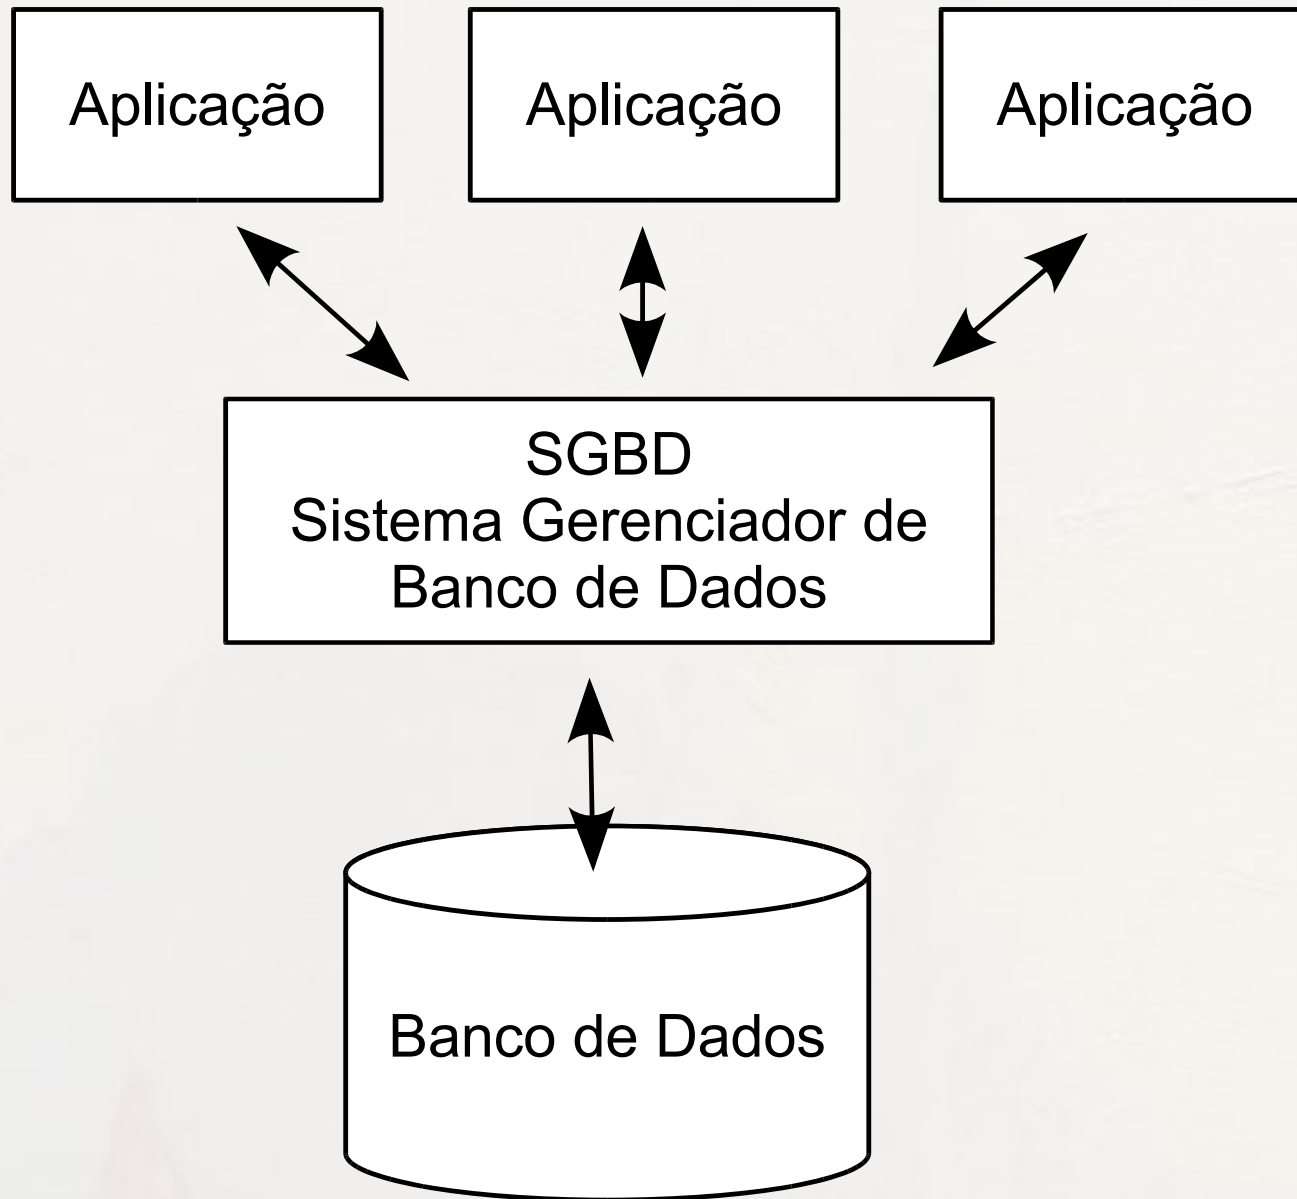 Aplicação
Aplicação
Aplicação
SGBD
Sistema Gerenciador de
Banco de Dados
Banco de Dados